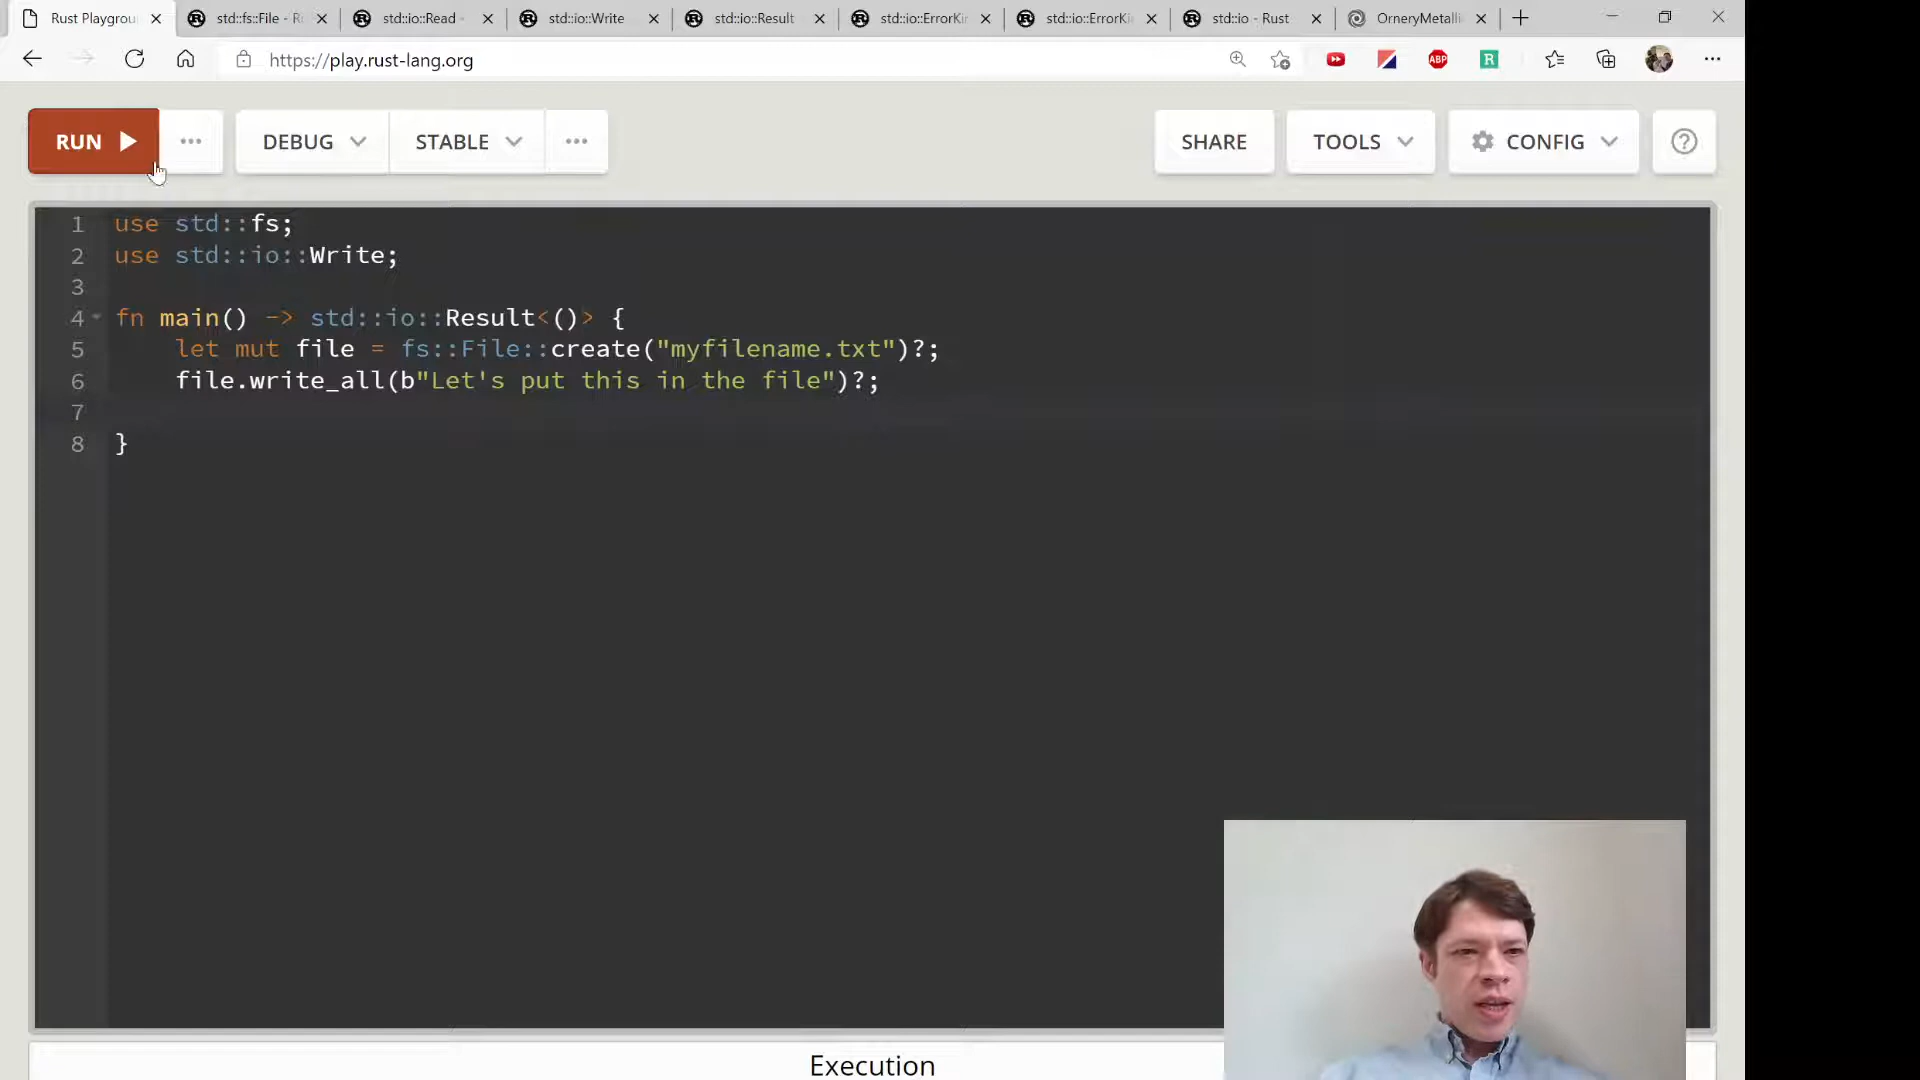 Rust Playgrou
std::fs::File - R
std::io::Read -
std::io::Write
std::io::Result
std::io::ErrorKi
std::io::ErrorKi
std::io - Rust
OrneryMetalli
https://play.rust-lang.org
ABP
R
RUN
DEBUG
STABLE
SHARE
TOOLS
CONFIG
1 use std::fs;
2 use std::io::Write;
3
4 fn main() -> std::io::Result<()> {
5 let mut file = fs::File::create("myfilename.txt")?;
6 file.write_all(b"Let's put this in the file")?;
7
8 }
Execution